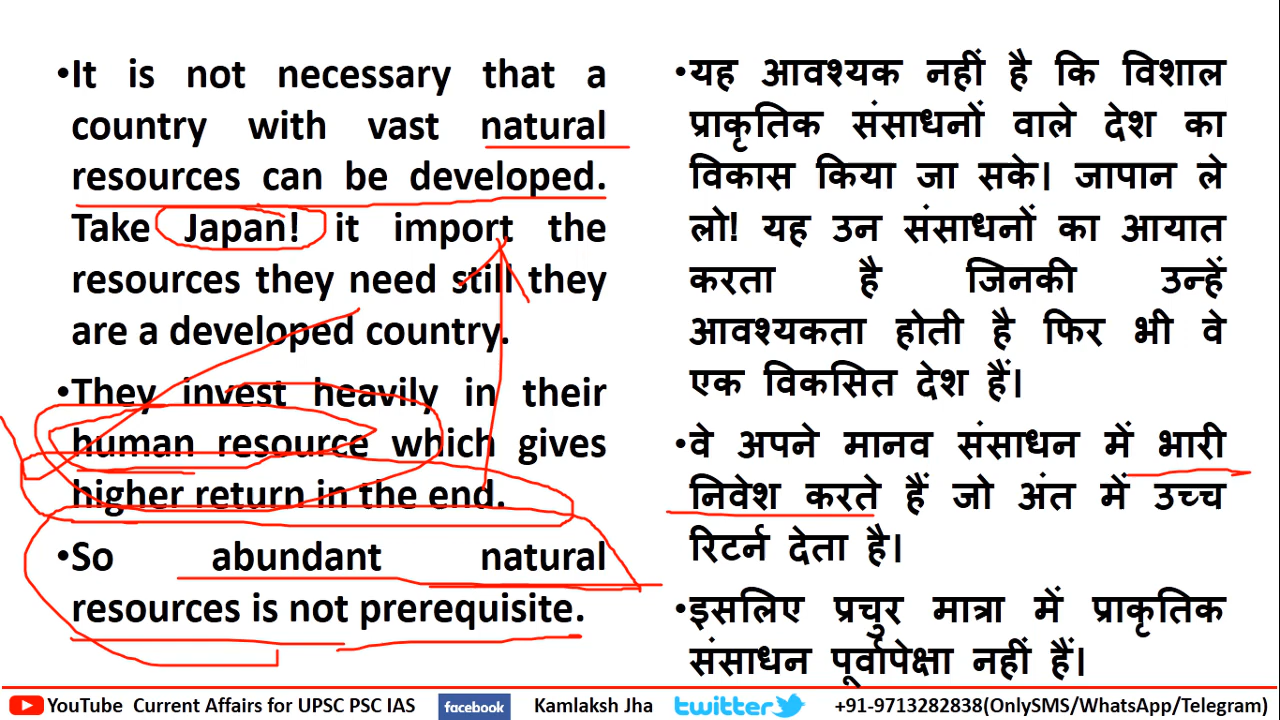 •It is not necessary that a
country with vast natural
resources can be developed.
Take Japan! it import the
resources they need still they
are a developed country.
•They invest heavily in their
human resource which gives
higher return in the end.
•So abundant natural
resources is not prerequisite.
•यह आवश्यक नहीं है कि विशाल
प्राकृतिक संसाधनों वाले देश का
विकास किया जा सके। जापान ले
लो! यह उन संसाधनों का आयात
करता है जिनकी उन्हें
आवश्यकता होती है फिर भी वे
एक विकसित देश हैं।
•वे अपने मानव संसाधन में भारी
निवेश करते हैं जो अंत में उच्च
रिटर्न देता है।
•इसलिए प्रचुर मात्रा में प्राकृतिक
संसाधन पूर्वापेक्षा नहीं हैं।
YouTube Current Affairs for UPSC PSC IAS facebook Kamlaksh Jha twitter +91-9713282838(OnlySMS/WhatsApp/Telegram)